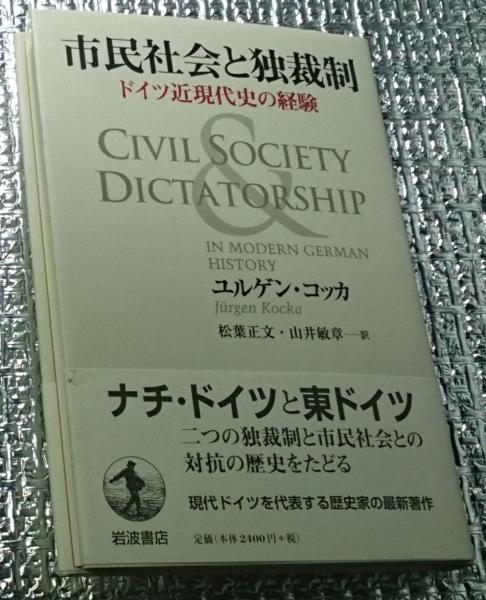 市民社会と独裁制
ドイツ近現代史の経験
&
CIVIL SOCIETY
DICTATORSHIP
IN MODERN GERMAN
HISTORY
ユルゲン・コッカ
Jürgen Kocka
松葉正文・山井敏章……訳
ナチ・ドイツと東ドイツ
二つの独裁制と市民社会との
対抗の歴史をたどる
現代ドイツを代表する歴史家の最新著作
岩波書店
定価(本体2400円+税)